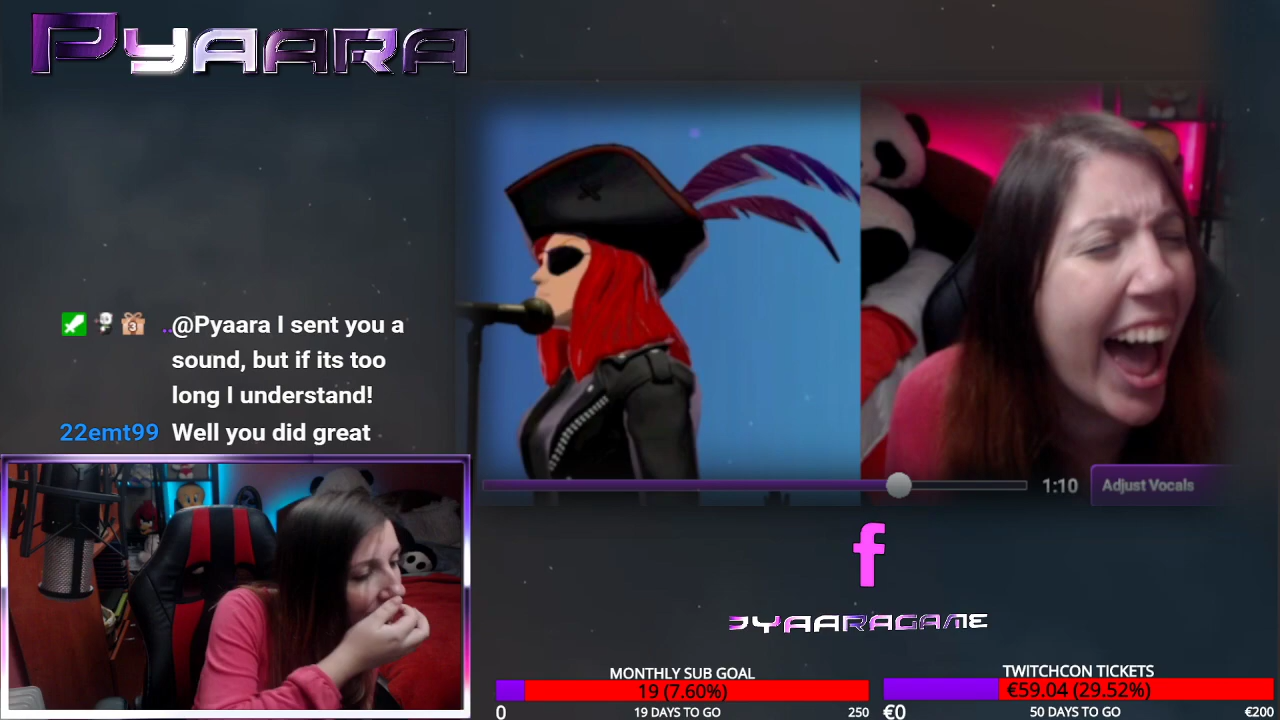 PYAARA
@Pyaara I sent you a
sound, but if its too
long I understand!
22emt99 Well you did great
3
1:10 Adjust Vocals
f
PYAARAGAME
MONTHLY SUB GOAL
19 (7.60%)
0 19 DAYS TO GO 250
TWITCHCON TICKETS
€59.04 (29.52%)
€0 50 DAYS TO GO €200